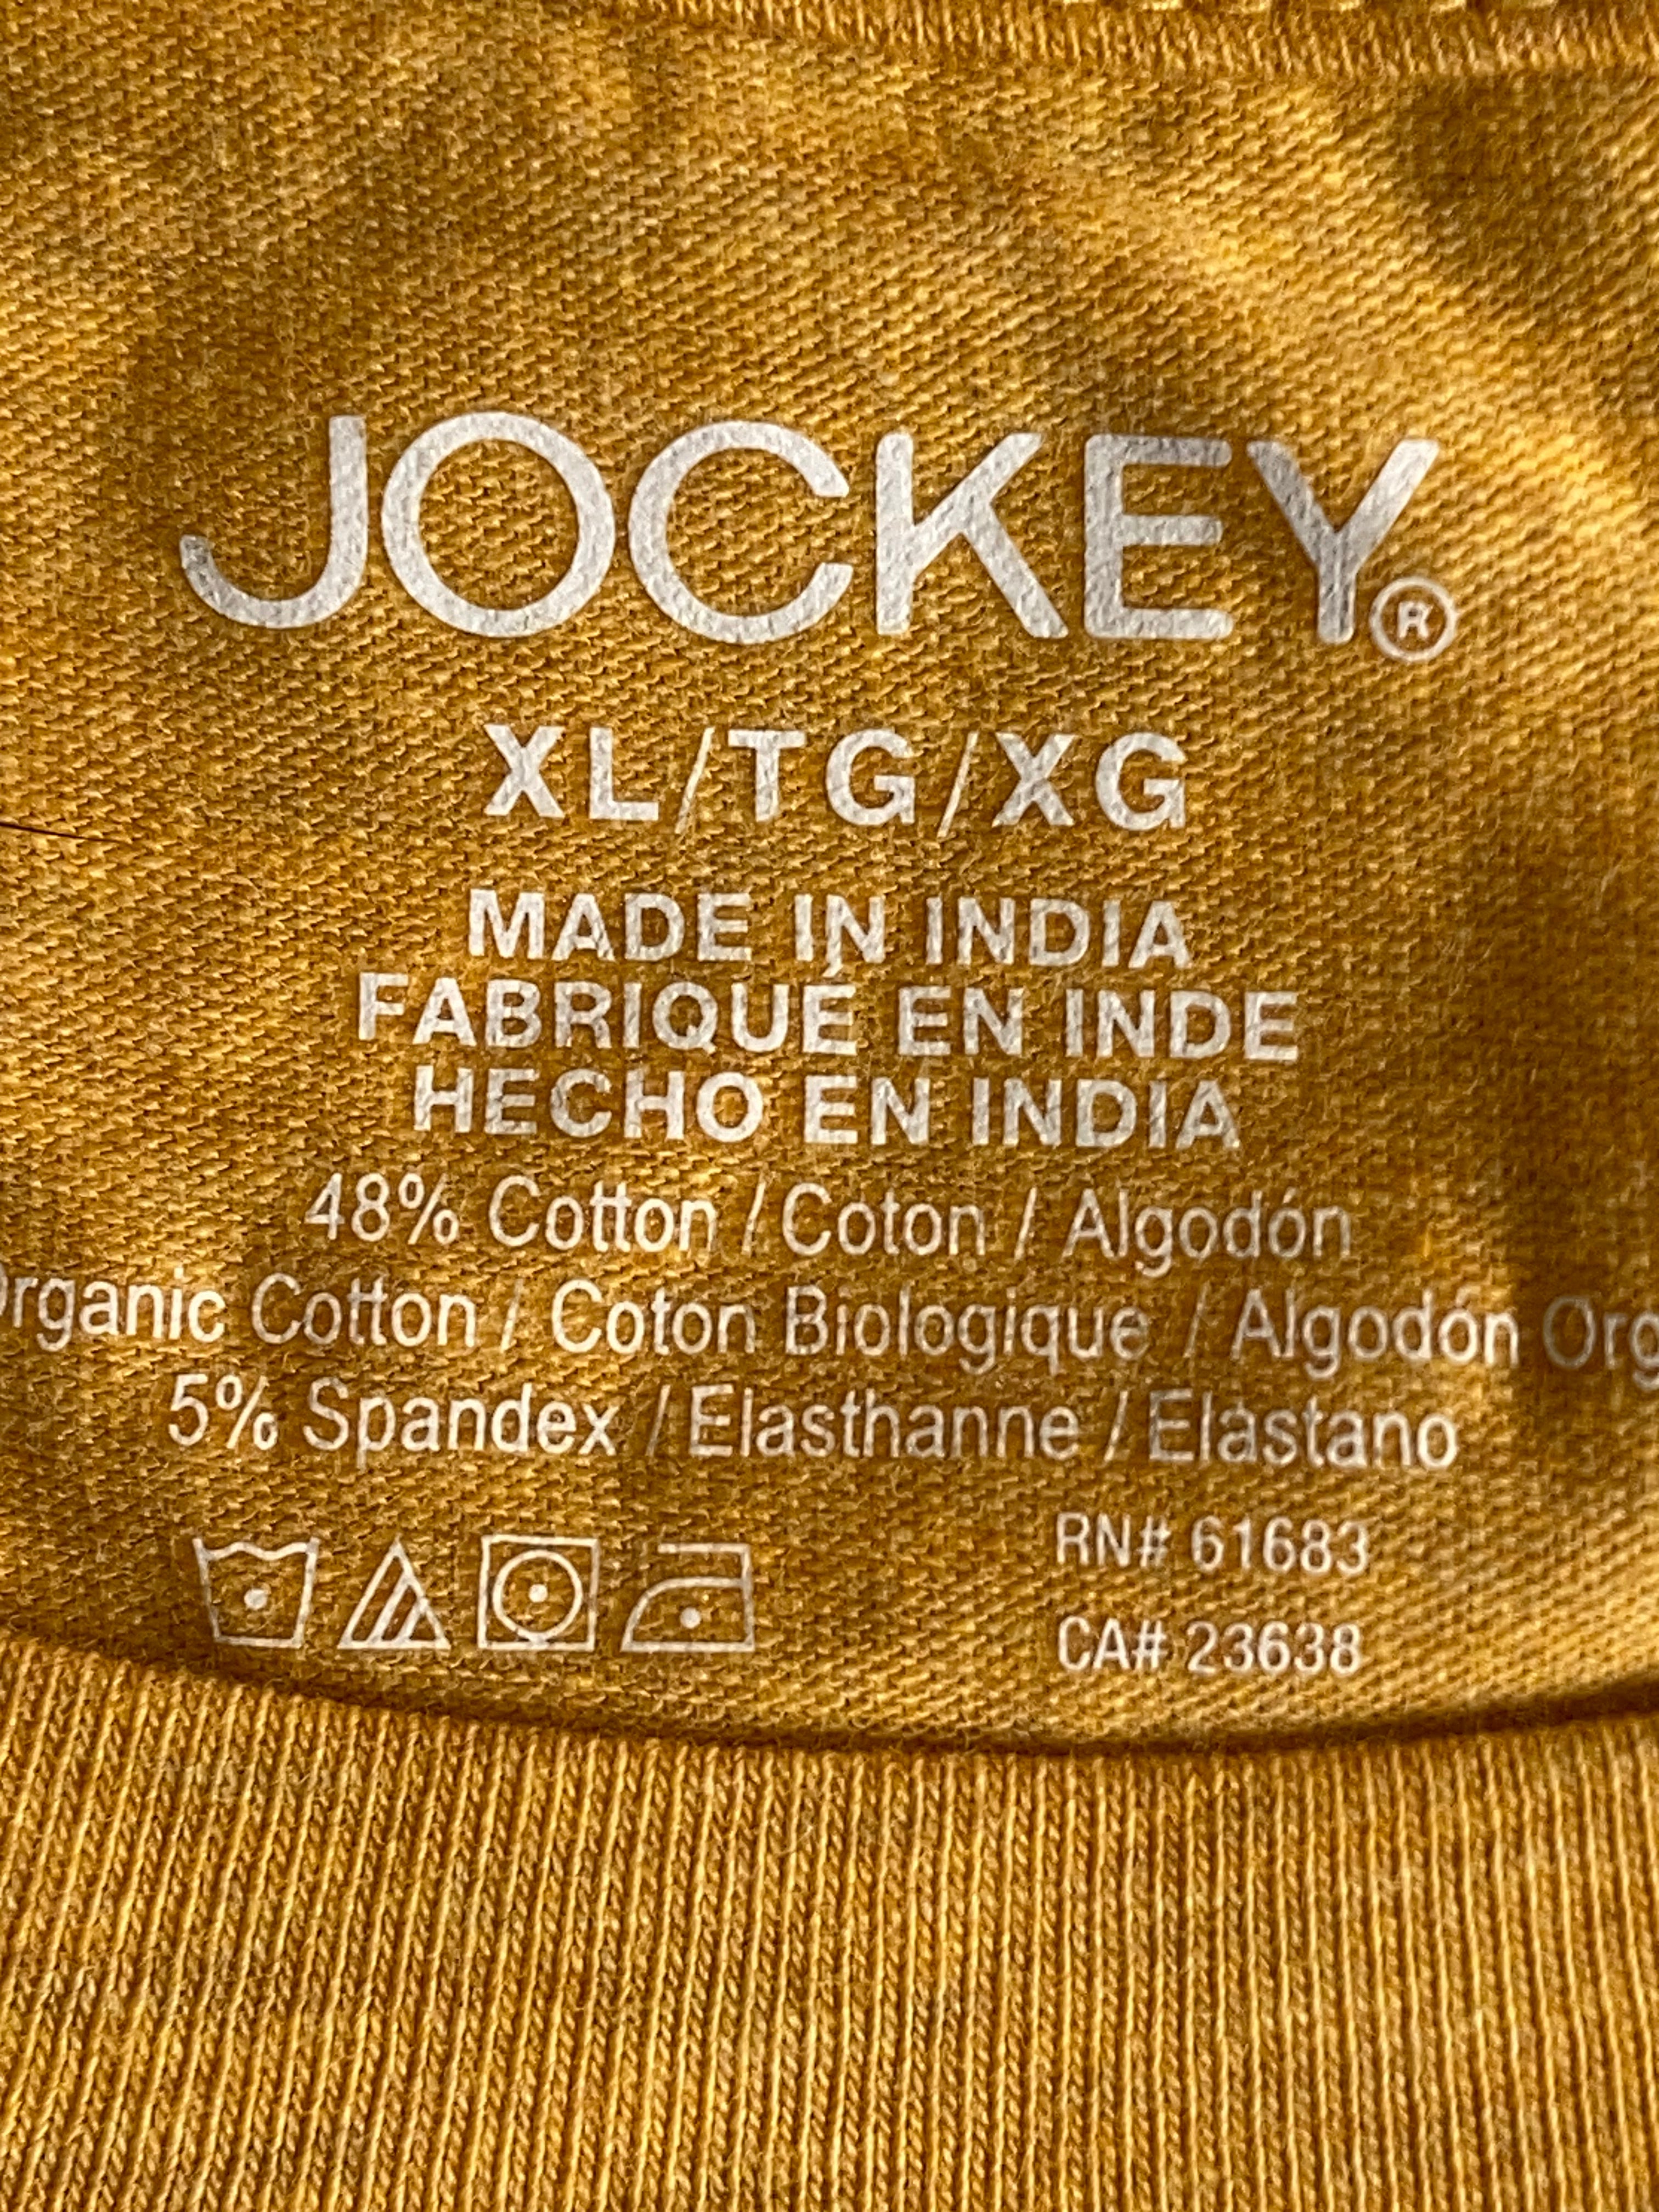 JOCKEY®
XL/TG/XG
MADE IN INDIA
FABRIQUÉ EN INDE
HECHO EN INDIA
48% Cotton / Coton / Algodón
Organic Cotton / Coton Biologique / Algodón Org
5% Spandex / Elasthanne / Elastano
RN# 61683
CA# 23638